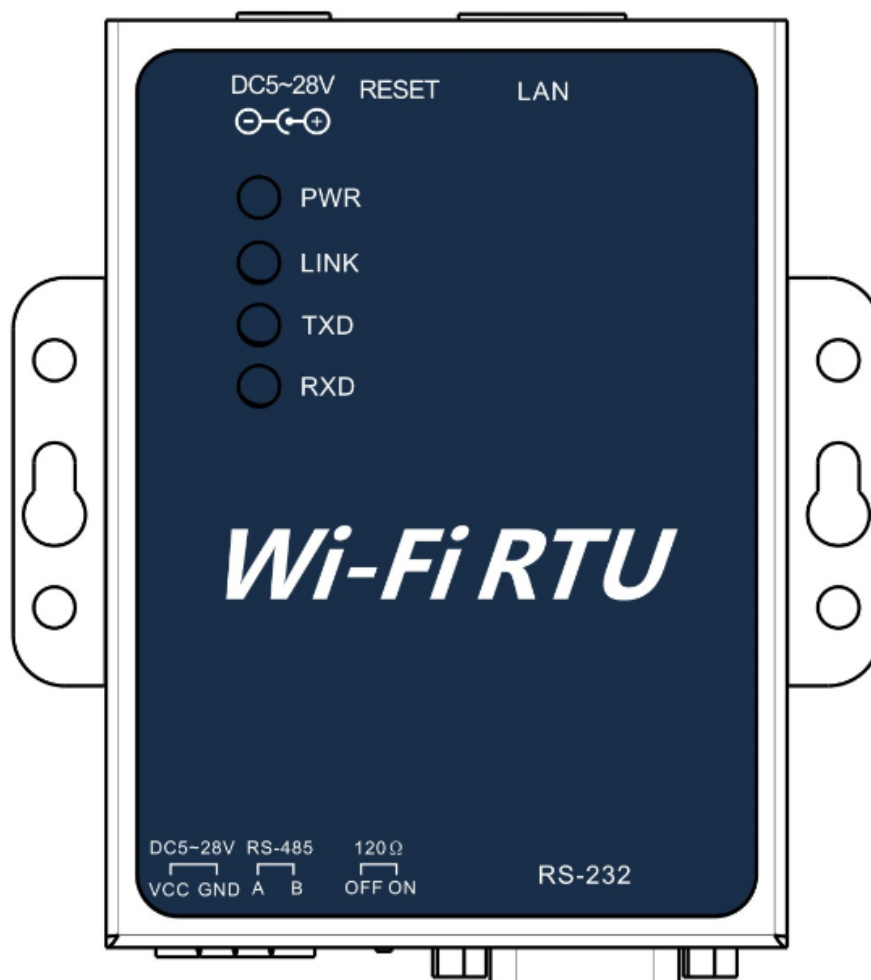 DC5~28V RESET LAN
PWR
LINK
TXD
RXD
Wi-Fi RTU
DC5~28V RS-485 120Ω
VCC GND A B OFF ON RS-232